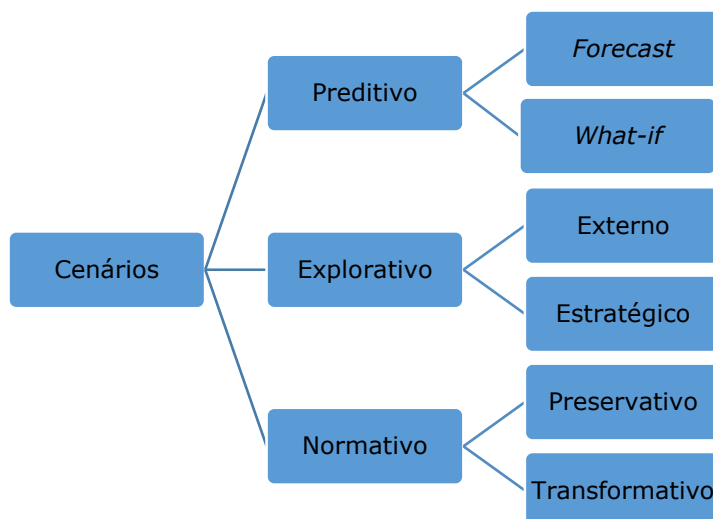 Cenários
Preditivo
Forecast
What-if
Explorativo
Externo
Estratégico
Normativo
Preservativo
Transformativo